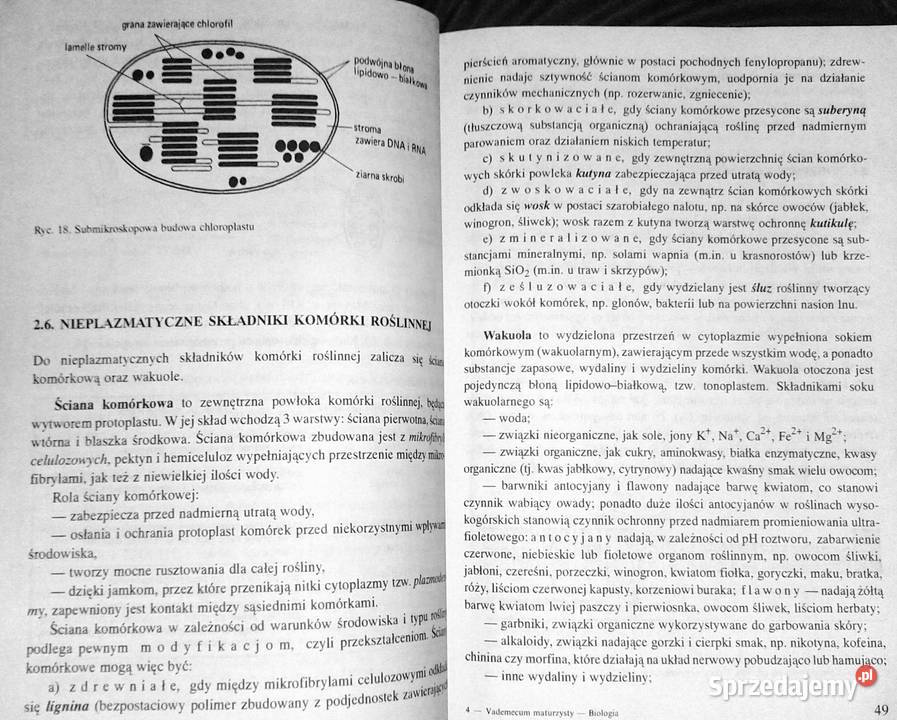 grana zawierające chlorofil
lamelle stromy
podwójna błona
lipidowo – białkowa
stroma
zawiera DNA i RNA
ziarna skrobi
Ryc. 18. Submikroskopowa budowa chloroplastu
2.6. NIEPLAZMATYCZNE SKŁADNIKI KOMÓRKI ROŚLINNEJ
Do nieplazmatycznych składników komórki roślinnej zalicza się
komórkową oraz wakuole.
Ściana komórkowa to zewnętrzna powłoka komórki roślinnej,
wytworem protoplastu. W jej skład wchodzą 3 warstwy: ściana pierwotna,
wtórna i blaszka środkowa. Ściana komórkowa zbudowana jest z
celulozowych, pektyn i hemiceluloz wypełniających przestrzenie między
fibrylami, jak też z niewielkiej ilości wody.
Rola ściany komórkowej:
— zabezpiecza przed nadmierną utratą wody,
— osłania i ochrania protoplast komórek przed niekorzystnymi
środowiska,
— tworzy mocne rusztowania dla całej rośliny,
— dzięki jamkom, przez które przenikają nitki cytoplazmy tzw.
my, zapewniony jest kontakt między sąsiednimi komórkami.
Ściana komórkowa w zależności od warunków środowiska i typu
podlega pewnym modyfikacjom, czyli przekształceniom.
komórkowe mogą więc być:
a) zdrewniałe, gdy między mikrofibrylami celulozowymi
się lignina (bezpostaciowy polimer zbudowany z podjednostek
pierścień aromatyczny, głównie w postaci pochodnych fenylopropanu); zdrew-
nienie nadaje sztywność ścianom komórkowym, uodpornia je na działanie
czynników mechanicznych (np. rozerwanie, zgniecenie);
b) skorkowaciałe, gdy ściany komórkowe przesycone są suberyną
(tłuszczową substancją organiczną) ochraniającą roślinę przed nadmiernym
parowaniem oraz działaniem niskich temperatur;
c) skutynizowane, gdy zewnętrzną powierzchnię ścian komórko-
wych skórki powleka kutyna zabezpieczająca przed utratą wody;
d) zwoskowaciałe, gdy na zewnątrz ścian komórkowych skórki
odkłada się wosk w postaci szarobiałego nalotu, np. na skórce owoców (jabłek,
winogron, śliwek); wosk razem z kutyna tworzą warstwę ochronnę kutikulę;
e) zmineralizowane, gdy ściany komórkowe przesycone są sub-
stancjami mineralnymi, np. solami wapnia (m.in. u krasnorostów) lub krze-
mionką SiO2 (m.in. u traw i skrzypów);
f) ześluzowaciałe, gdy wydzielany jest śluz roślinny tworzący
otoczki wokół komórek, np. glonów, bakterii lub na powierzchni nasion lnu.
Wakuola to wydzielona przestrzeń w cytoplazmie wypełniona sokiem
komórkowym (wakuolarnym), zawierającym przede wszystkim wodę, a ponadto
substancje zapasowe, wydaliny i wydzieliny komórki. Wakuola otoczona jest
pojedynczą błoną lipidowo–białkową, tzw. tonoplastem. Składnikami soku
wakuolarnego są:
— woda;
— związki nieorganiczne, jak sole, jony K+, Na+, Ca2+, Fe2+ i Mg2+;
— związki organiczne, jak cukry, aminokwasy, białka enzymatyczne, kwasy
organiczne (tj. kwas jabłkowy, cytrynowy) nadające kwaśny smak wielu owocom;
— barwniki antocyjany i flawony nadające barwę kwiatom, co stanowi
czynnik wabiący owady; ponadto duże ilości antocyjanów w roślinach wyso-
kogórskich stanowią czynnik ochronny przed nadmiarem promieniowania ultra-
fioletowego: antocyjany nadają, w zależności od pH roztworu, zabarwienie
czerwone, niebieskie lub fioletowe organom roślinnym, np. owocom śliwki,
jabłoni, czereśni, porzeczki, winogron, kwiatom fiołka, goryczki, maku, bratka,
róży, liściom czerwonej kapusty, korzeniowi buraka; flawony — nadają żółtą
barwę kwiatom lwiej paszczy i pierwiosnka, owocom śliwek, liściom herbaty;
— garbniki, związki organiczne wykorzystywane do garbowania skóry;
— alkaloidy, związki nadające gorzki i cierpki smak, np. nikotyna, kofeina,
chinina czy morfina, które działają na układ nerwowy pobudzająco lub hamująco;
— inne wydaliny i wydzieliny;
4 — Vademecum maturzysty — Biologia
49
Sprzedajemy.pl